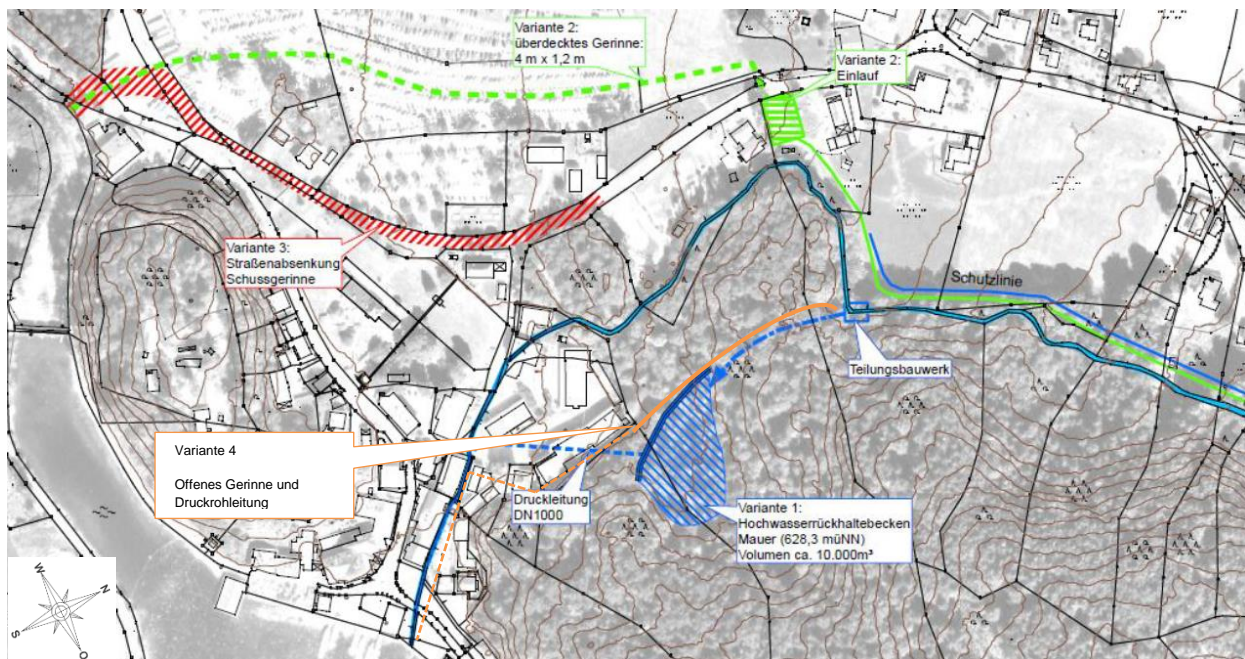 Variante 2:
überdecktes Gerinne:
4 m x 1,2 m
Variante 2:
Einlauf
Variante 3:
Straßenabsenkung
Schussgerinne
Schutzlinie
Teilungsbauwerk
Variante 4
Offenes Gerinne und
Druckrohleitung
Druckleitung
DN1000
Variante 1:
Hochwasserrückhaltebecken
Mauer (628,3 müNN)
Volumen ca. 10.000m³
W
N
S
O